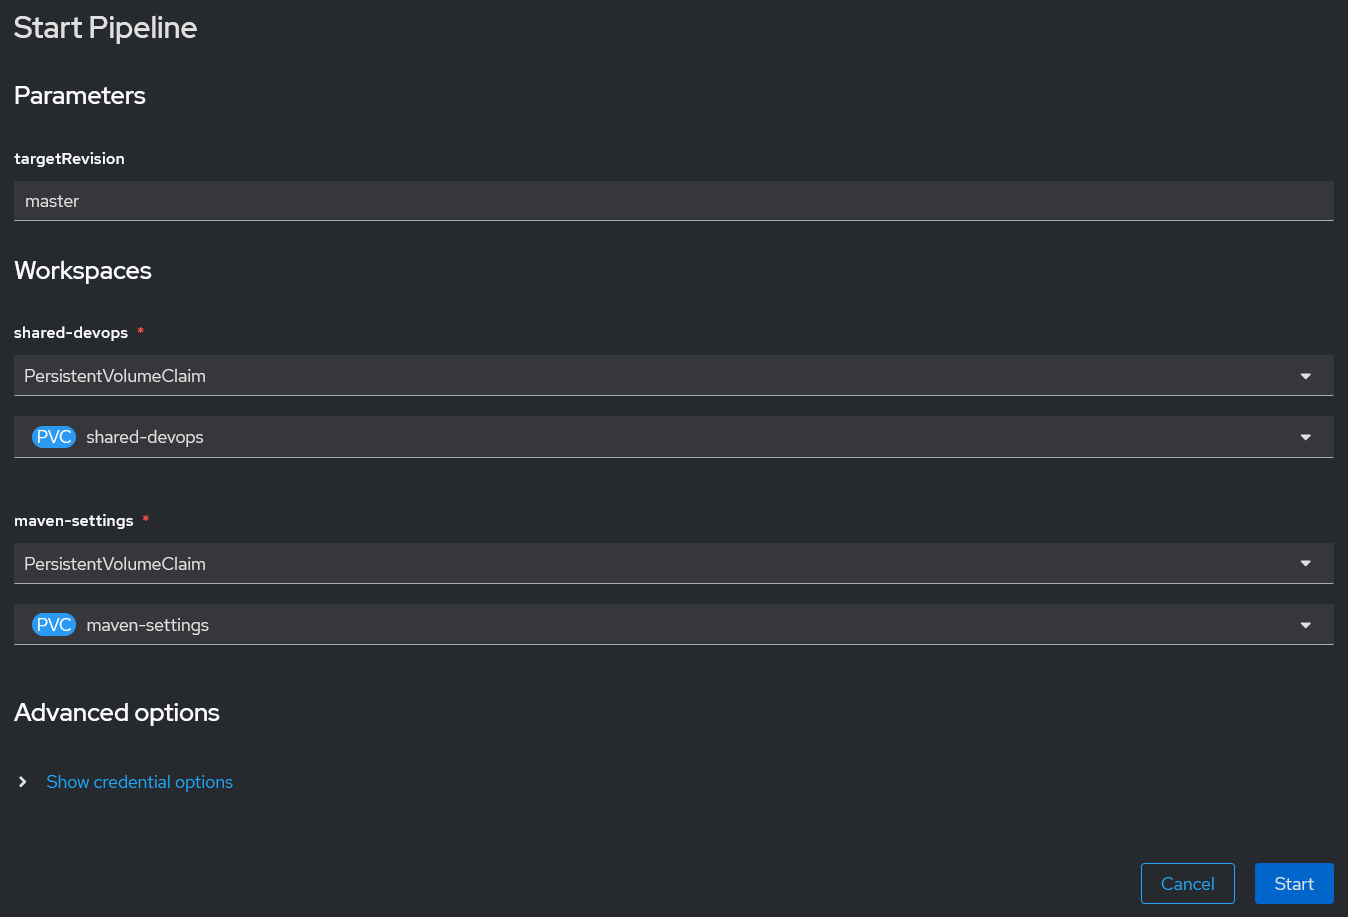 Start Pipeline
Parameters
targetRevision
master
Workspaces
shared-devops *
PersistentVolumeClaim
PVC shared-devops
maven-settings *
PersistentVolumeClaim
PVC maven-settings
Advanced options
Show credential options
Cancel Start